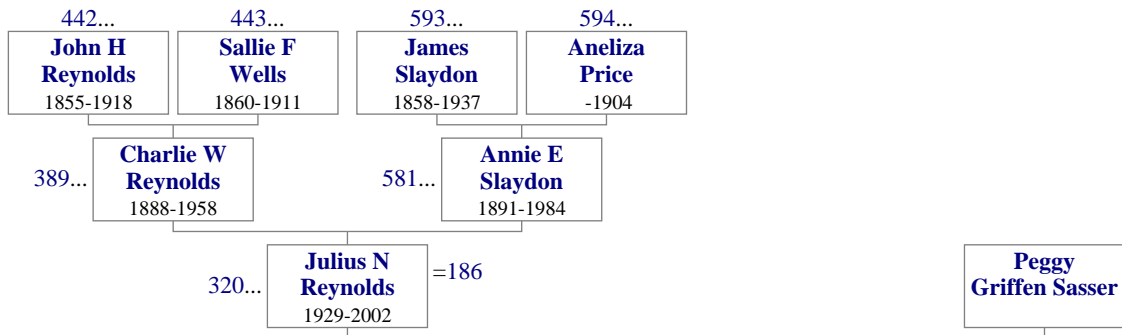 442... 443... 593... 594...
John H Sallie F James Aneliza
Reynolds Wells Slaydon Price
1855-1918 1860-1911 1858-1937 -1904
Charlie W Annie E
389... Reynolds 581... Slaydon
1888-1958 1891-1984
Julius N =186 Peggy
320... Reynolds Griffen Sasser
1929-2002